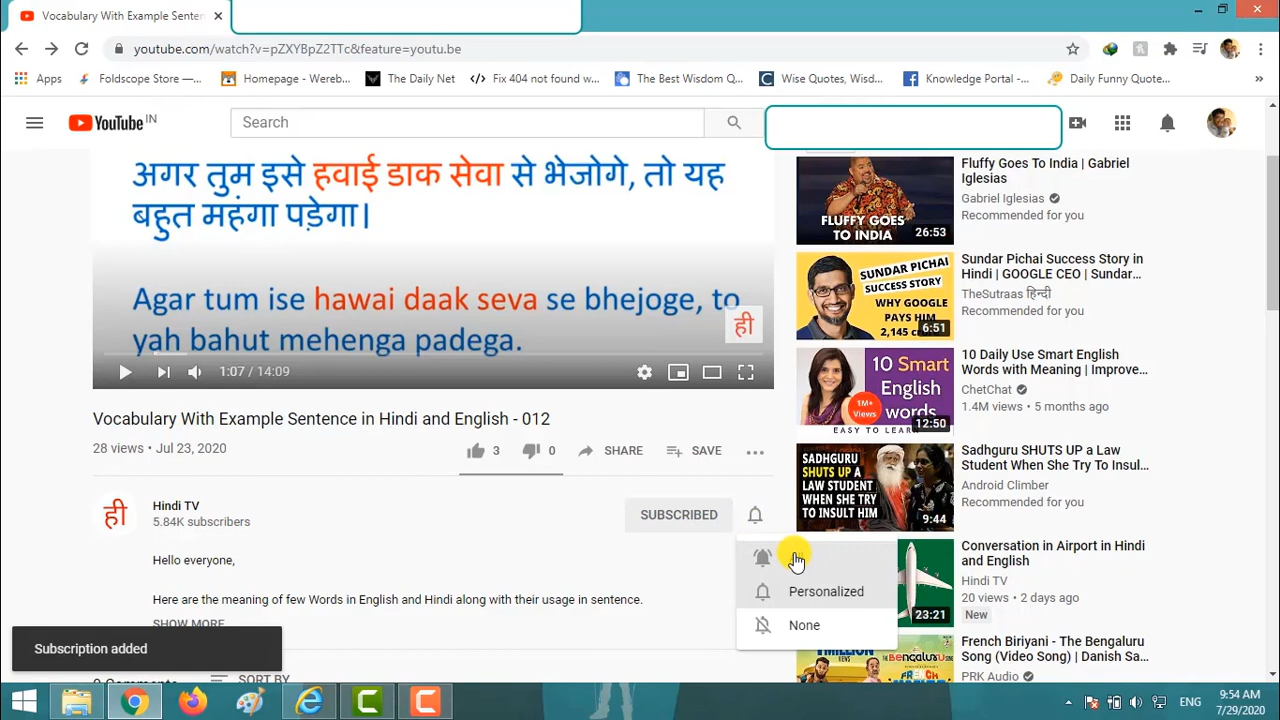 Vocabulary With Example Senten
youtube.com/watch?v=pZXYBpZ2TTc&feature=youtu.be
Apps
Foldscope Store —...
Homepage - Wereb...
The Daily Net
Fix 404 not found w...
The Best Wisdom Q...
Wise Quotes, Wisd...
Knowledge Portal -...
Daily Funny Quote...
YouTube IN
Search
अगर तुम इसे हवाई डाक सेवा से भेजोगे, तो यह
बहुत महंगा पड़ेगा।
Agar tum ise hawai daak seva se bhejoge, to
yah bahut mehenga padega.
ही
1:07 / 14:09
Vocabulary With Example Sentence in Hindi and English - 012
28 views • Jul 23, 2020
3
0
SHARE
SAVE
ही
Hindi TV
5.84K subscribers
SUBSCRIBED
Personalized
None
Hello everyone,
Here are the meaning of few Words in English and Hindi along with their usage in sentence.
SHOW MORE
Subscription added
SORT BY
FLUFFY GOES
TO INDIA
26:53
Fluffy Goes To India | Gabriel
Iglesias
Gabriel Iglesias
Recommended for you
SUNDAR PICHAI
SUCCESS STORY
WHY GOOGLE
PAYS HIM
2,145
6:51
Sundar Pichai Success Story in
Hindi | GOOGLE CEO | Sundar...
TheSutraas हिन्दी
Recommended for you
10 Smart
English
words
1M+
Views
EASY TO LEARN
12:50
10 Daily Use Smart English
Words with Meaning | Improve...
ChetChat
1.4M views • 5 months ago
SADHGURU
SHUTS UP A
LAW STUDENT
WHEN SHE TRY
TO INSULT HIM
9:44
Sadhguru SHUTS UP a Law
Student When She Try To Insul...
Android Climber
Recommended for you
23:21
Conversation in Airport in Hindi
and English
Hindi TV
20 views • 2 days ago
New
French Biriyani - The Bengaluru
Song (Video Song) | Danish Sa...
PRK Audio
ENG
9:54 AM
7/29/2020